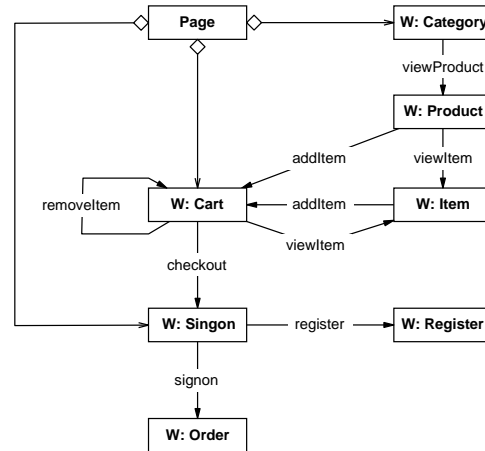 Page
W: Category
viewProduct
W: Product
addItem
viewItem
removeItem
W: Cart
addItem
W: Item
viewItem
checkout
W: Singon
register
W: Register
signon
W: Order